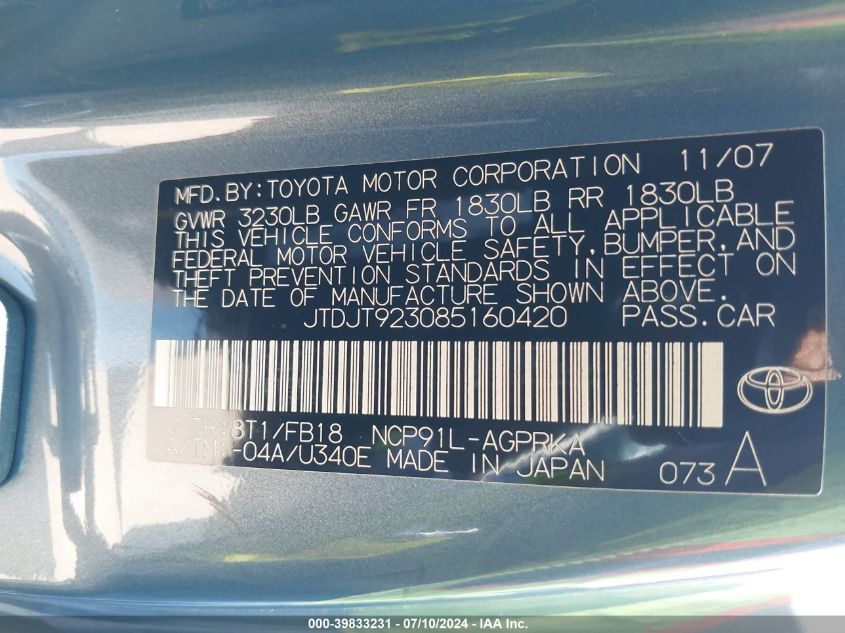 MFD. BY: TOYOTA MOTOR CORPORATION 11/07
GVWR 3230LB GAWR FR 1830LB RR 1830LB
THIS VEHICLE CONFORMS TO ALL APPLICABLE
FEDERAL MOTOR VEHICLE SAFETY, BUMPER, AND
THEFT PREVENTION STANDARDS IN EFFECT ON
THE DATE OF MANUFACTURE SHOWN ABOVE.
JTDJT923085160420 PASS. CAR
C/TR: 8T1/FB18 NCP91L-AGPRKA
A/TM: -04A/U340E MADE IN JAPAN 073 A
000-39833231 - 07/10/2024 - IAA Inc.